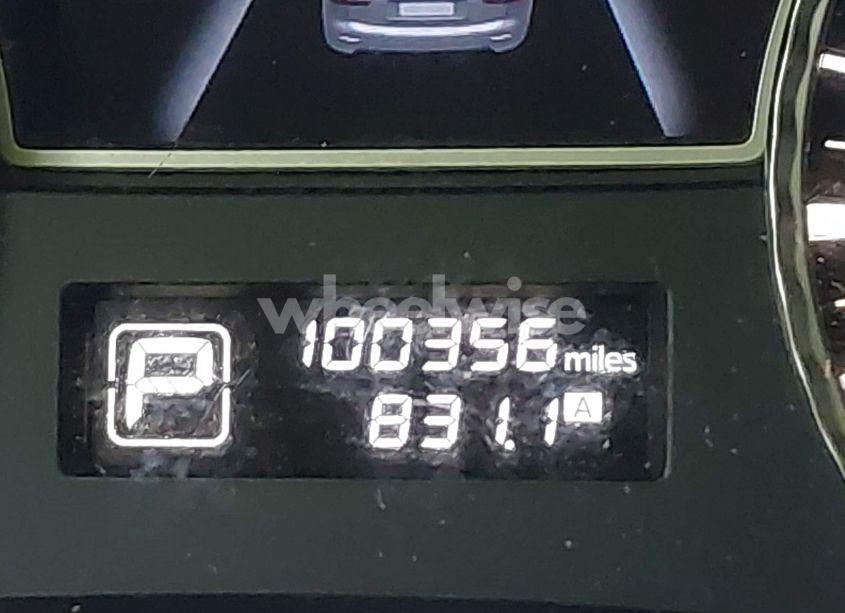 wheelwise
P
100356 miles
831.1 A